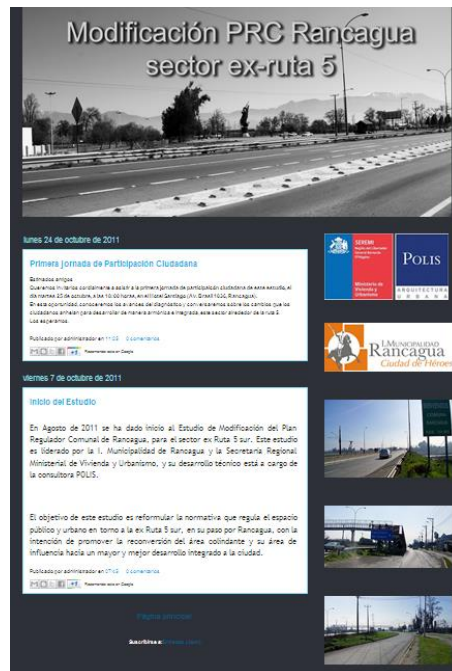 Modificación PRC Rancagua
sector ex-ruta 5
lunes 24 de octubre de 2011
Primera Jornada de Participación Ciudadana
Estimados amigos
Queremos invitarlos cordialmente a asistir a la primera jornada de participación ciudadana de este estudio, el
día martes 25 de octubre, a las 10:00 horas, en el Hotel Santiago (Av. Brasil 1036, Rancagua).
En esta oportunidad, conoceremos los avances del diagnóstico y conversaremos sobre los cambios que los
ciudadanos anhelan para desarrollar de manera armónica e integrada, este sector alrededor de la ruta 5
Los esperamos.
Publicado por administrador en 11:55 0 comentarios
Recomendar esto en Google
viernes 7 de octubre de 2011
Inicio del Estudio
En Agosto de 2011 se ha dado inicio al Estudio de Modificación del Plan
Regulador Comunal de Rancagua, para el sector ex Ruta 5 sur. Este estudio
es liderado por la I. Municipalidad de Rancagua y la Secretaría Regional
Ministerial de Vivienda y Urbanismo, y su desarrollo técnico está a cargo de
la consultora POLIS.
El objetivo de este estudio es reformular la normativa que regula el espacio
público y urbano en torno a la ex Ruta 5 sur, en su paso por Rancagua, con la
intención de promover la reconversión del área colindante y su área de
influencia hacia un mayor y mejor desarrollo integrado a la ciudad.
Publicado por administrador en 0 comentarios
Recomendar esto en Google
Página principal
Suscribirse a:
SEREMI
Ministerio de
Vivienda y
Urbanismo
POLIS
ARQUITECTURA
URBANA
I. MUNICIPALIDAD
Rancagua
Ciudad de Héroes